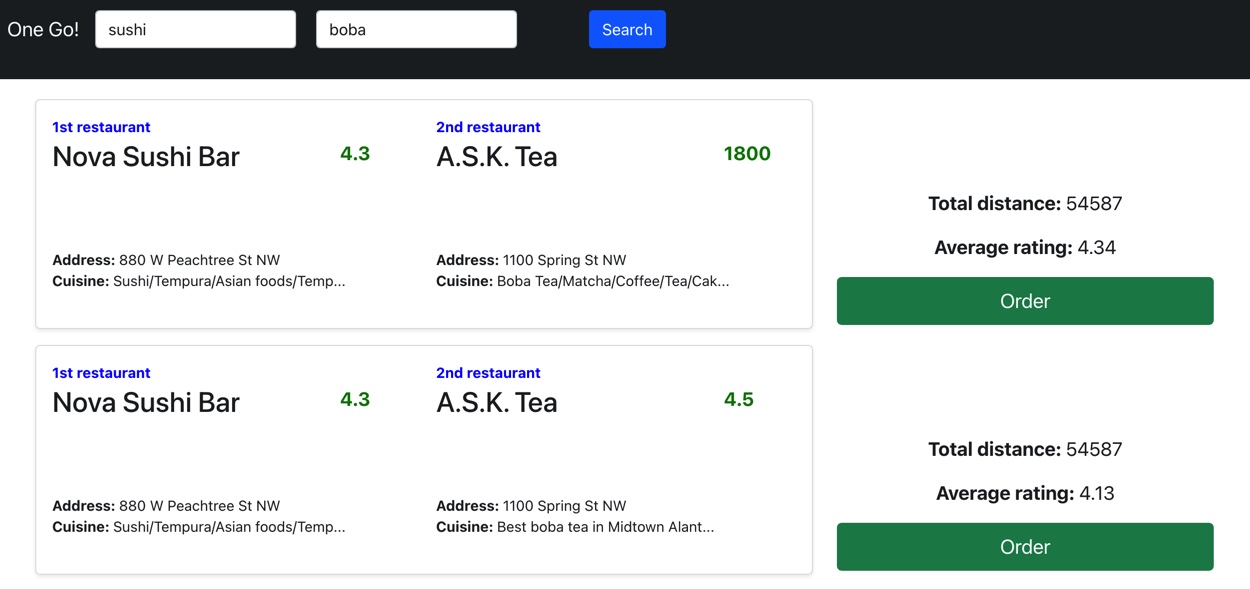 One Go! sushi boba Search
1st restaurant 2nd restaurant
Nova Sushi Bar 4.3 A.S.K. Tea 1800
Address: 880 W Peachtree St NW Address: 1100 Spring St NW
Cuisine: Sushi/Tempura/Asian foods/Temp... Cuisine: Boba Tea/Matcha/Coffee/Tea/Cak...
Total distance: 54587
Average rating: 4.34
Order
1st restaurant 2nd restaurant
Nova Sushi Bar 4.3 A.S.K. Tea 4.5
Address: 880 W Peachtree St NW Address: 1100 Spring St NW
Cuisine: Sushi/Tempura/Asian foods/Temp... Cuisine: Best boba tea in Midtown Alant...
Total distance: 54587
Average rating: 4.13
Order